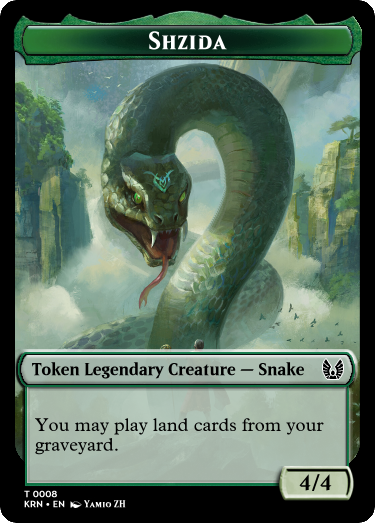 Shzida
Token Legendary Creature — Snake
You may play land cards from your
graveyard.
4/4
T 0008
KRN • EN Yamio ZH